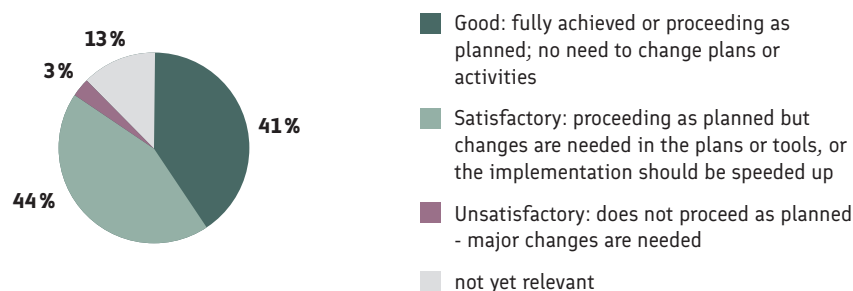 13%
3%
41%
44%
Good: fully achieved or proceeding as
planned; no need to change plans or
activities
Satisfactory: proceeding as planned but
changes are needed in the plans or tools, or
the implementation should be speeded up
Unsatisfactory: does not proceed as planned
- major changes are needed
not yet relevant